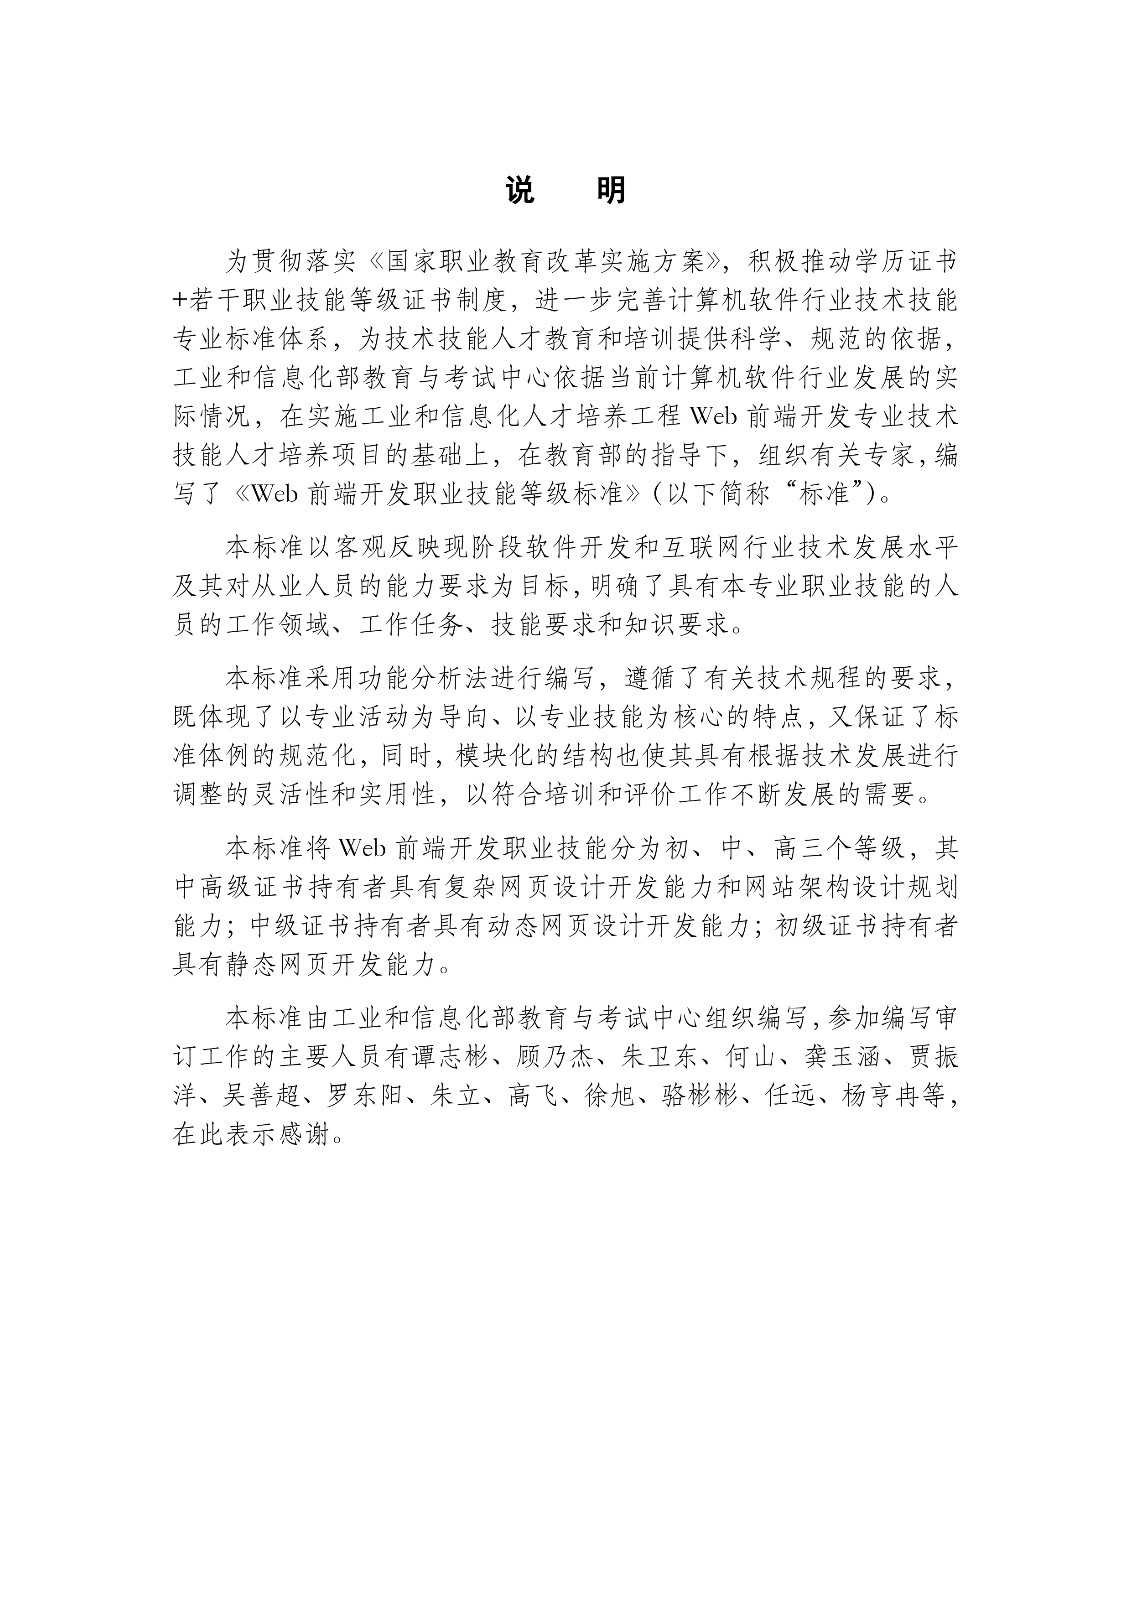 说　　明
为贯彻落实《国家职业教育改革实施方案》，积极推动学历证书
+若干职业技能等级证书制度，进一步完善计算机软件行业技术技能
专业标准体系，为技术技能人才教育和培训提供科学、规范的依据，
工业和信息化部教育与考试中心依据当前计算机软件行业发展的实
际情况，在实施工业和信息化人才培养工程 Web 前端开发专业技术
技能人才培养项目的基础上，在教育部的指导下，组织有关专家，编
写了《Web 前端开发职业技能等级标准》（以下简称“标准”）。
本标准以客观反映现阶段软件开发和互联网行业技术发展水平
及其对从业人员的能力要求为目标，明确了具有本专业职业技能的人
员的工作领域、工作任务、技能要求和知识要求。
本标准采用功能分析法进行编写，遵循了有关技术规程的要求，
既体现了以专业活动为导向、以专业技能为核心的特点，又保证了标
准体例的规范化，同时，模块化的结构也使其具有根据技术发展进行
调整的灵活性和实用性，以符合培训和评价工作不断发展的需要。
本标准将 Web 前端开发职业技能分为初、中、高三个等级，其
中高级证书持有者具有复杂网页设计开发能力和网站架构设计规划
能力；中级证书持有者具有动态网页设计开发能力；初级证书持有者
具有静态网页开发能力。
本标准由工业和信息化部教育与考试中心组织编写，参加编写审
订工作的主要人员有谭志彬、顾乃杰、朱卫东、何山、龚玉涵、贾振
洋、吴善超、罗东阳、朱立、高飞、徐旭、骆彬彬、任远、杨亨冉等，
在此表示感谢。